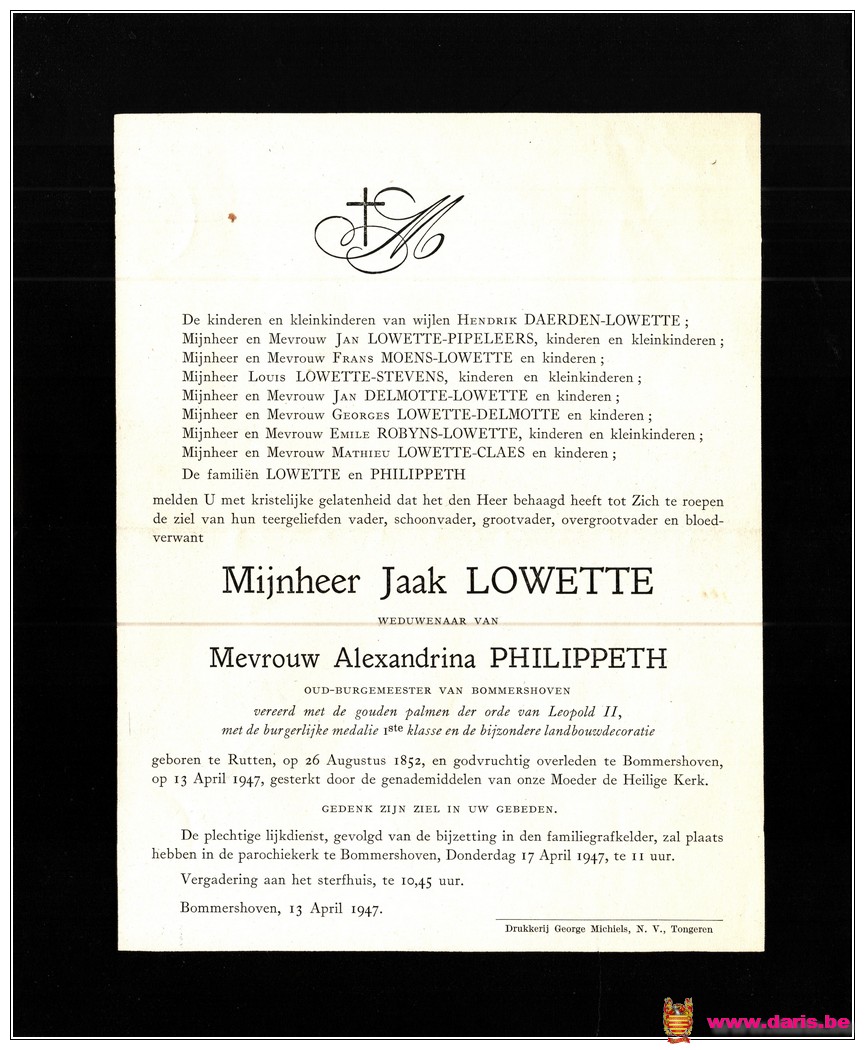 M
De kinderen en kleinkinderen van wijlen Hendrik DAERDEN-LOWETTE ;
Mijnheer en Mevrouw Jan LOWETTE-PIPELEERS, kinderen en kleinkinderen ;
Mijnheer en Mevrouw Frans MOENS-LOWETTE en kinderen ;
Mijnheer Louis LOWETTE-STEVENS, kinderen en kleinkinderen ;
Mijnheer en Mevrouw Jan DELMOTTE-LOWETTE en kinderen ;
Mijnheer en Mevrouw Georges LOWETTE-DELMOTTE en kinderen ;
Mijnheer en Mevrouw Emile ROBYNS-LOWETTE, kinderen en kleinkinderen ;
Mijnheer en Mevrouw Mathieu LOWETTE-CLAES en kinderen ;
De familiën LOWETTE en PHILIPPETH
melden U met kristelijke gelatenheid dat het den Heer behaagd heeft tot Zich te roepen
de ziel van hun teergeliefden vader, schoonvader, grootvader, overgrootvader en bloed-
verwant
Mijnheer Jaak LOWETTE
WEDUWENAAR VAN
Mevrouw Alexandrina PHILIPPETH
OUD-BURGEMEESTER VAN BOMMERSHOVEN
vereerd met de gouden palmen der orde van Leopold II,
met de burgerlijke medalie 1ste klasse en de bijzondere landbouwdecoratie
geboren te Rutten, op 26 Augustus 1852, en godvruchtig overleden te Bommershoven,
op 13 April 1947, gesterkt door de genademiddelen van onze Moeder de Heilige Kerk.
GEDENK ZIJN ZIEL IN UW GEBEDEN.
De plechtige lijkdienst, gevolgd van de bijzetting in den familiegrafkelder, zal plaats
hebben in de parochiekerk te Bommershoven, Donderdag 17 April 1947, te 11 uur.
Vergadering aan het sterfhuis, te 10,45 uur.
Bommershoven, 13 April 1947.
Drukkerij George Michiels, N. V., Tongeren
www.daris.be